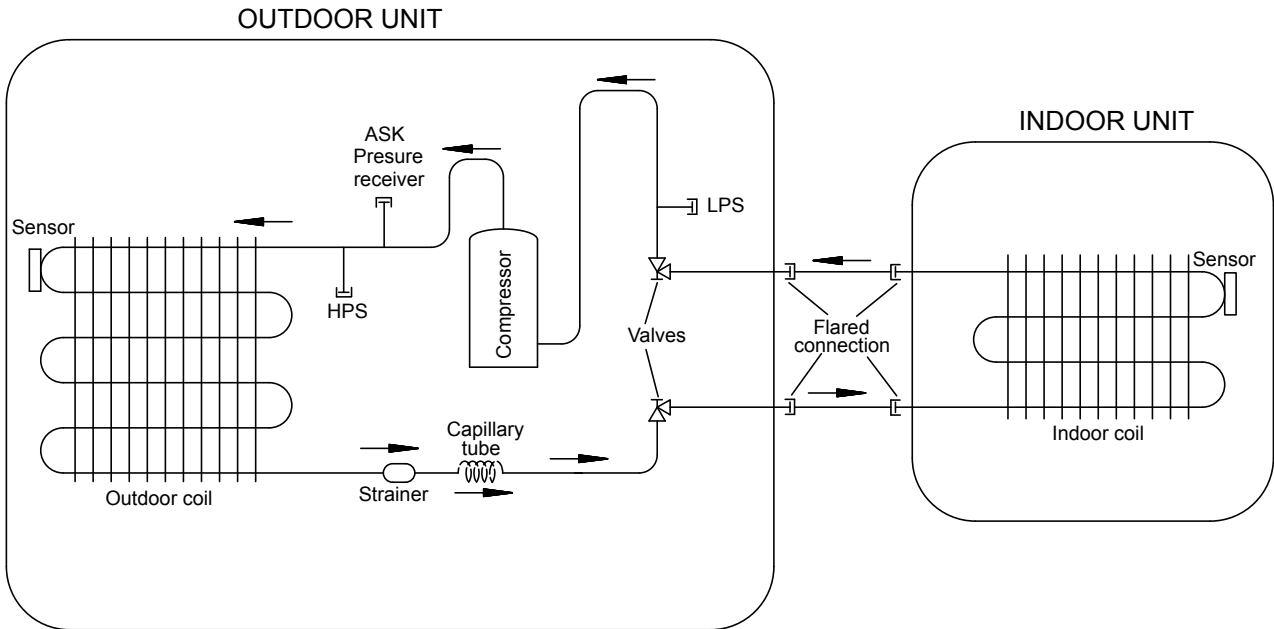 OUTDOOR UNIT
INDOOR UNIT
ASK
Presure
receiver
LPS
Sensor
Sensor
HPS
Compressor
Valves
Flared
connection
Capillary
tube
Indoor coil
Strainer
Outdoor coil